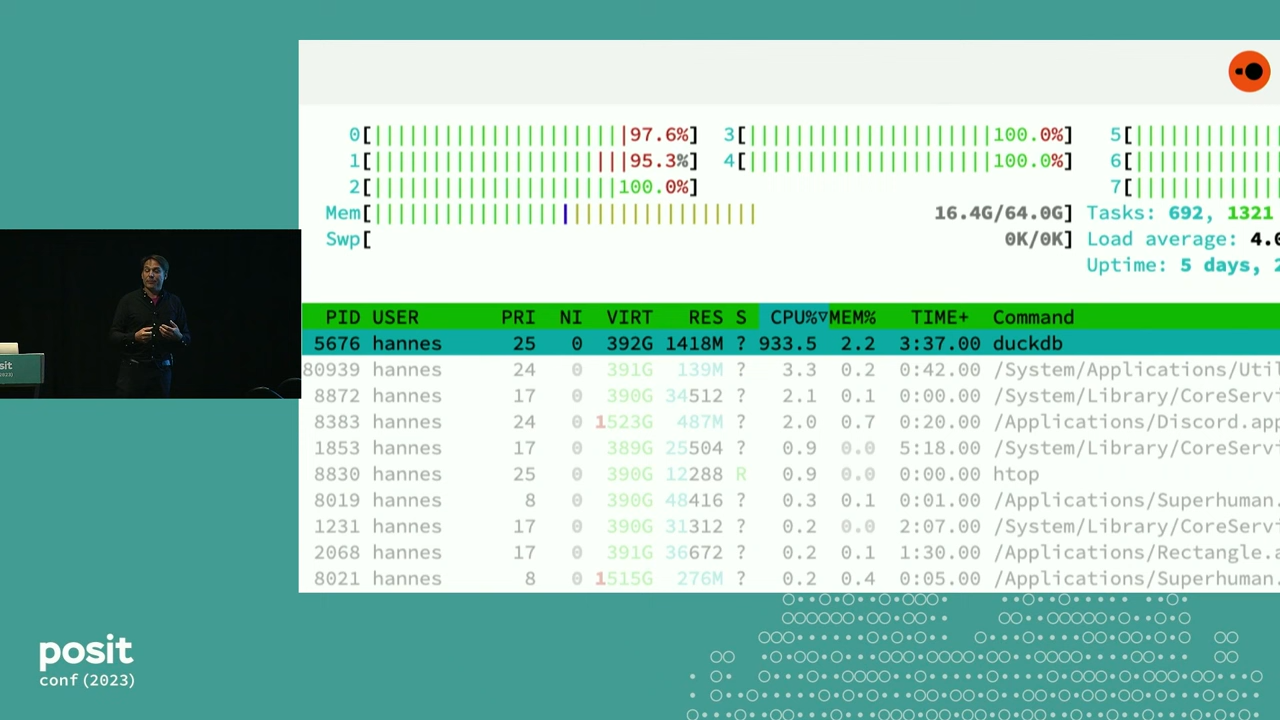 0[||||||||||||||||||||||97.6%] 3[|||||||||||||||||||||100.0%] 5[|||||||||||||
1[||||||||||||||||||||||95.3%] 4[|||||||||||||||||||||100.0%] 6[|||||||||||||
2[|||||||||||||||||||||100.0%] 7[|||||||||||||
Mem[|||||||||||||||||||||||||||||||||16.4G/64.0G] Tasks: 692, 1321
Swp[ 0K/0K] Load average: 4.0
Uptime: 5 days, 2
PID USER PRI NI VIRT RES S CPU%▽MEM% TIME+ Command
5676 hannes 25 0 392G 1418M ? 933.5 2.2 3:37.00 duckdb
80939 hannes 24 0 391G 139M ? 3.3 0.2 0:42.00 /System/Applications/Util
8872 hannes 17 0 390G 34512 ? 2.1 0.1 0:00.00 /System/Library/CoreServi
8383 hannes 24 0 1523G 487M ? 2.0 0.7 0:20.00 /Applications/Discord.app
1853 hannes 17 0 389G 25504 ? 0.9 0.0 5:18.00 /System/Library/CoreServi
8830 hannes 25 0 390G 12288 R 0.9 0.0 0:00.00 htop
8019 hannes 8 0 390G 48416 ? 0.3 0.1 0:01.00 /Applications/Superhuman.
1231 hannes 17 0 390G 31312 ? 0.2 0.0 2:07.00 /System/Library/CoreServi
2068 hannes 17 0 391G 36672 ? 0.2 0.1 1:30.00 /Applications/Rectangle.a
8021 hannes 8 0 1515G 276M ? 0.2 0.4 0:05.00 /Applications/Superhuman.
sit
posit
conf(2023)